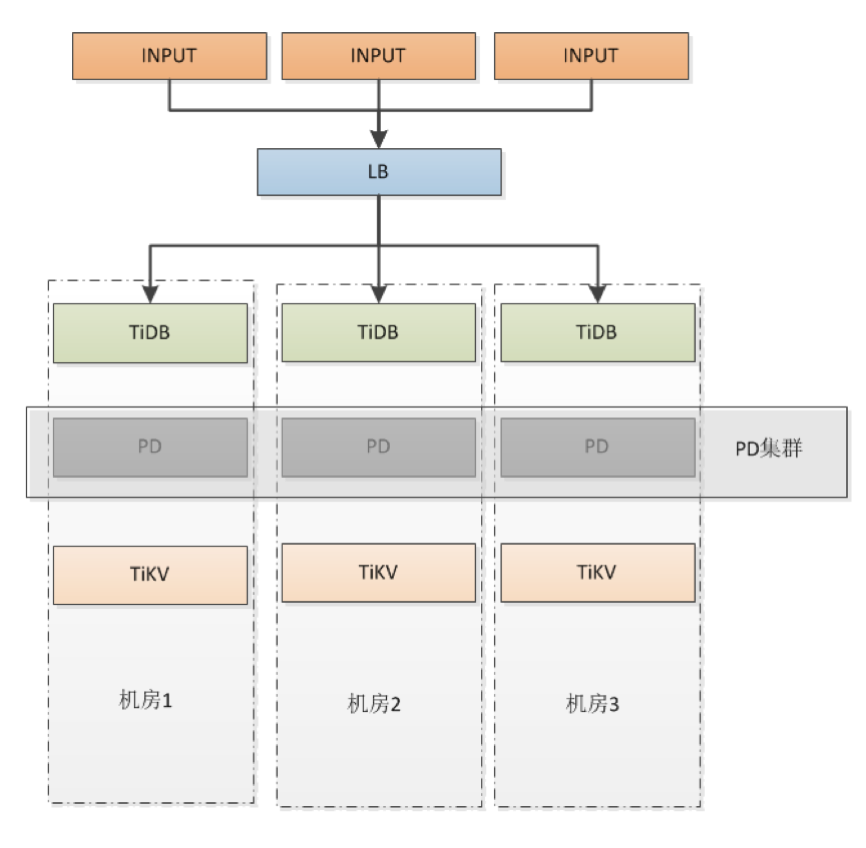 INPUT
INPUT
INPUT
LB
TiDB
TiDB
TiDB
PD
PD
PD
PD集群
TiKV
TiKV
TiKV
机房1
机房2
机房3